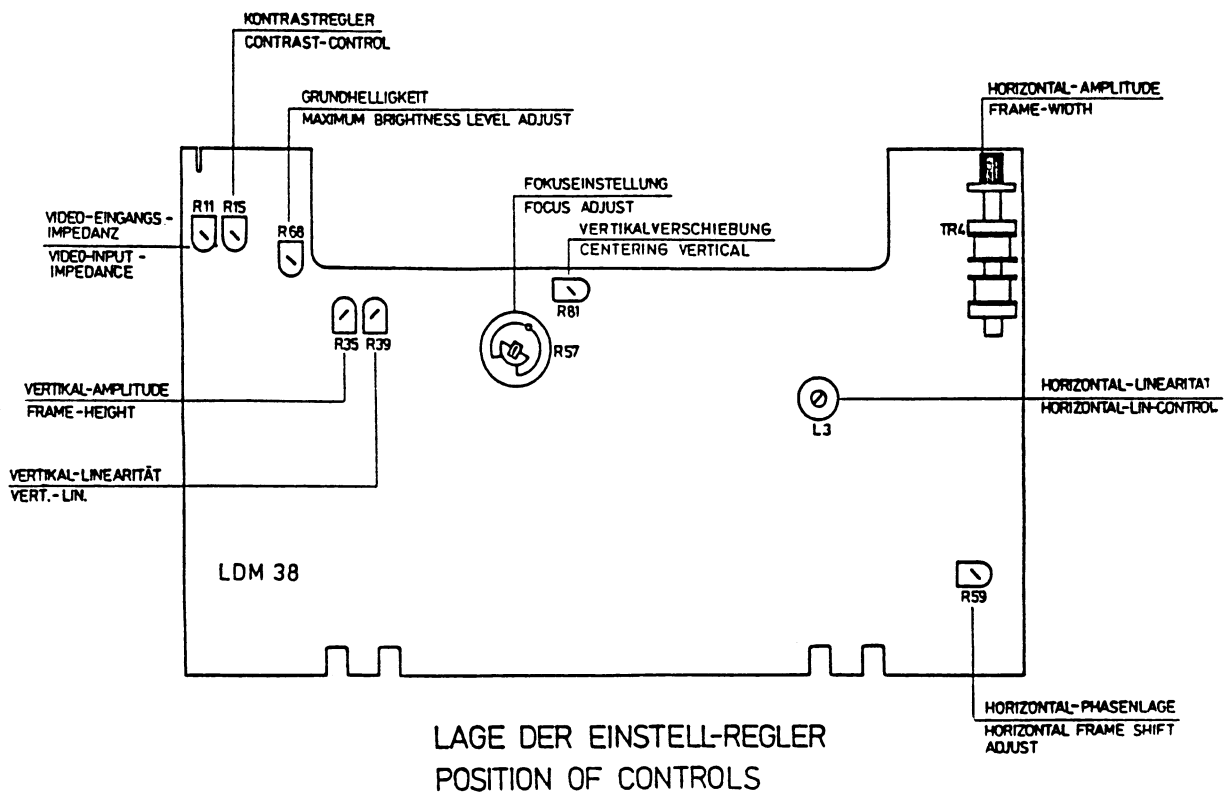 KONTRASTREGLER
CONTRAST-CONTROL
GRUNDHELLIGKEIT
MAXIMUM BRIGHTNESS LEVEL ADJUST
HORIZONTAL-AMPLITUDE
FRAME-WIDTH
FOKUSEINSTELLUNG
FOCUS ADJUST
VIDEO-EINGANGS-
IMPEDANZ
VIDEO-INPUT-
IMPEDANCE
R11 R15
R68
VERTIKALVERSCHIEBUNG
CENTERING VERTICAL
TR4
R81
R35 R39
R57
VERTIKAL-AMPLITUDE
FRAME-HEIGHT
HORIZONTAL-LINEARITAT
HORIZONTAL-LIN-CONTROL
L3
VERTIKAL-LINEARITÄT
VERT.-LIN.
LDM 38
R59
HORIZONTAL-PHASENLAGE
HORIZONTAL FRAME SHIFT
ADJUST
LAGE DER EINSTELL-REGLER
POSITION OF CONTROLS